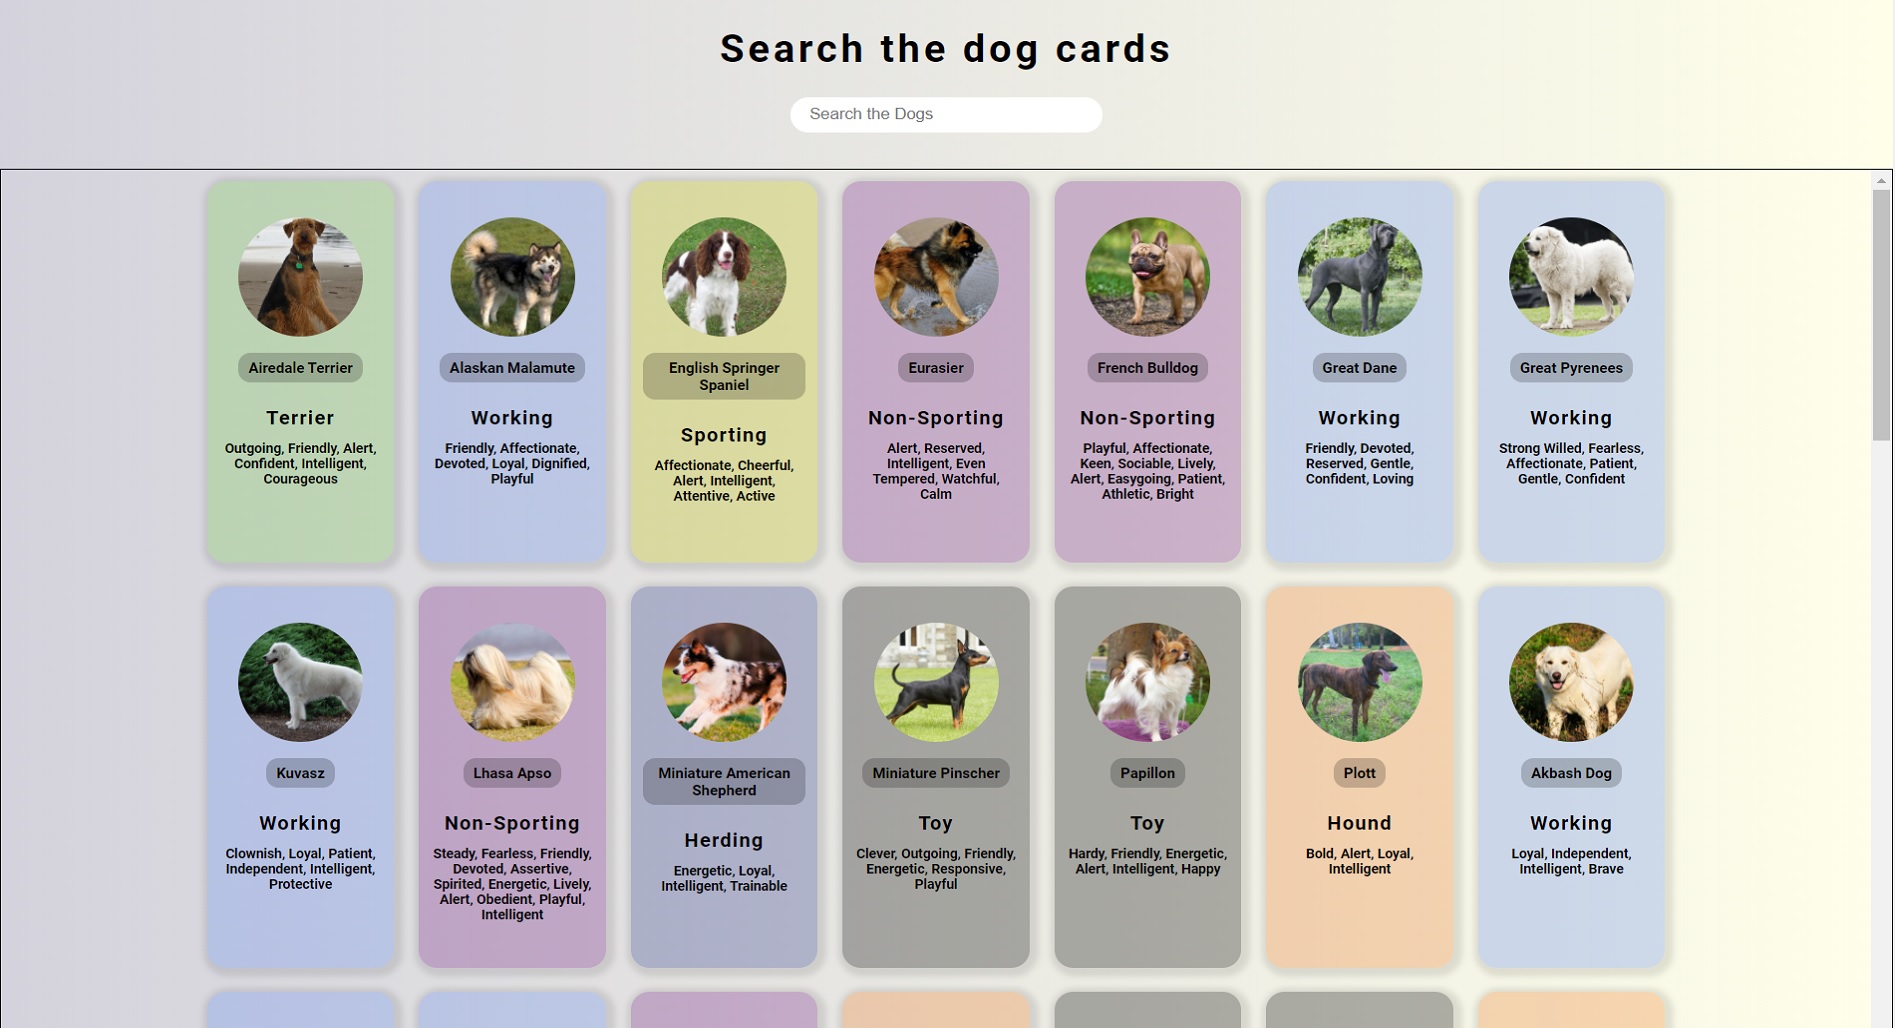 Search the dog cards
Search the Dogs
Airedale Terrier
Terrier
Outgoing, Friendly, Alert,
Confident, Intelligent,
Courageous
Alaskan Malamute
Working
Friendly, Affectionate,
Devoted, Loyal, Dignified,
Playful
English Springer
Spaniel
Sporting
Affectionate, Cheerful,
Alert, Intelligent,
Attentive, Active
Eurasier
Non-Sporting
Alert, Reserved,
Intelligent, Even
Tempered, Watchful,
Calm
French Bulldog
Non-Sporting
Playful, Affectionate,
Keen, Sociable, Lively,
Alert, Easygoing, Patient,
Athletic, Bright
Great Dane
Working
Friendly, Devoted,
Reserved, Gentle,
Confident, Loving
Great Pyrenees
Working
Strong Willed, Fearless,
Affectionate, Patient,
Gentle, Confident
Kuvasz
Working
Clownish, Loyal, Patient,
Independent, Intelligent,
Protective
Lhasa Apso
Non-Sporting
Steady, Fearless, Friendly,
Devoted, Assertive,
Spirited, Energetic, Lively,
Alert, Obedient, Playful,
Intelligent
Miniature American
Shepherd
Herding
Energetic, Loyal,
Intelligent, Trainable
Miniature Pinscher
Toy
Clever, Outgoing, Friendly,
Energetic, Responsive,
Playful
Papillon
Toy
Hardy, Friendly, Energetic,
Alert, Intelligent, Happy
Plott
Hound
Bold, Alert, Loyal,
Intelligent
Akbash Dog
Working
Loyal, Independent,
Intelligent, Brave